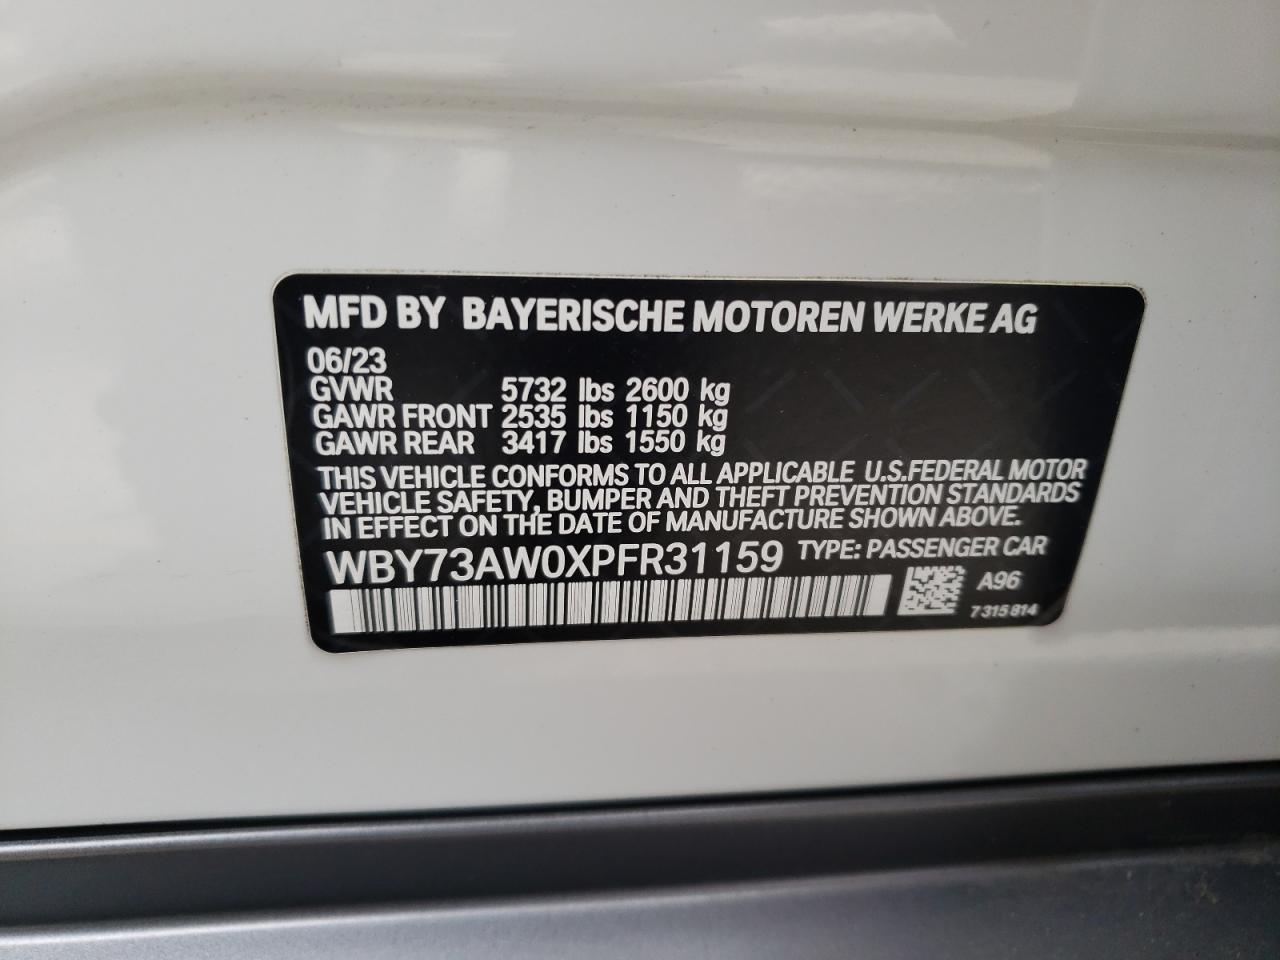 MFD BY BAYERISCHE MOTOREN WERKE AG
06/23
GVWR 5732 lbs 2600 kg
GAWR FRONT 2535 lbs 1150 kg
GAWR REAR 3417 lbs 1550 kg
THIS VEHICLE CONFORMS TO ALL APPLICABLE U.S.FEDERAL MOTOR
VEHICLE SAFETY, BUMPER AND THEFT PREVENTION STANDARDS
IN EFFECT ON THE DATE OF MANUFACTURE SHOWN ABOVE.
WBY73AW0XPFR31159 TYPE: PASSENGER CAR
A96
7315814